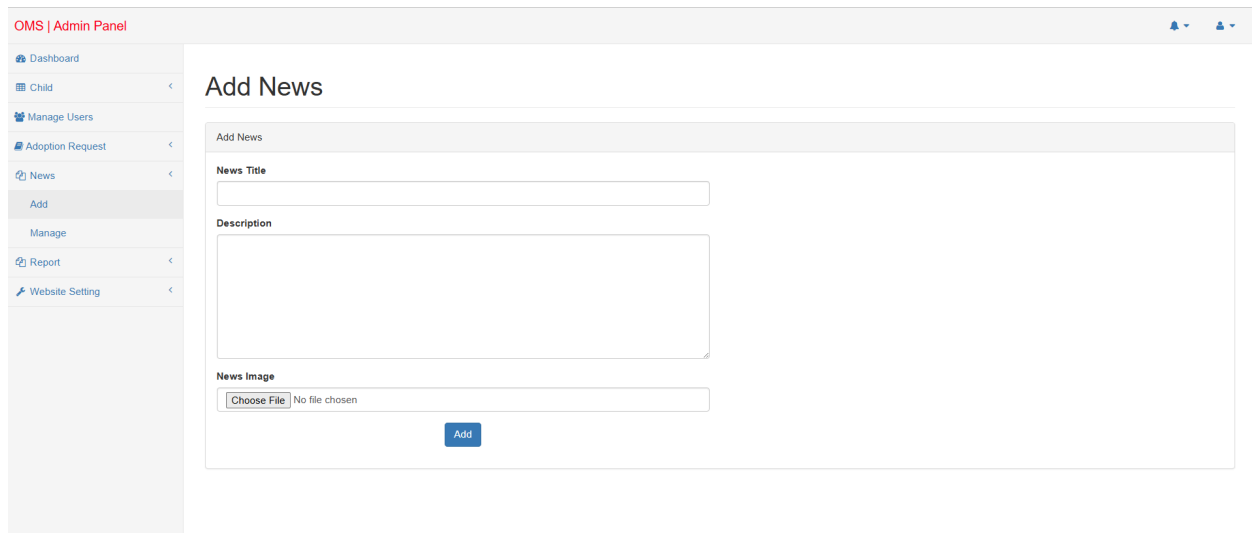 OMS | Admin Panel
Dashboard
Child
Manage Users
Adoption Request
News
Add
Manage
Report
Website Setting
Add News
Add News
News Title
Description
News Image
Choose File No file chosen
Add